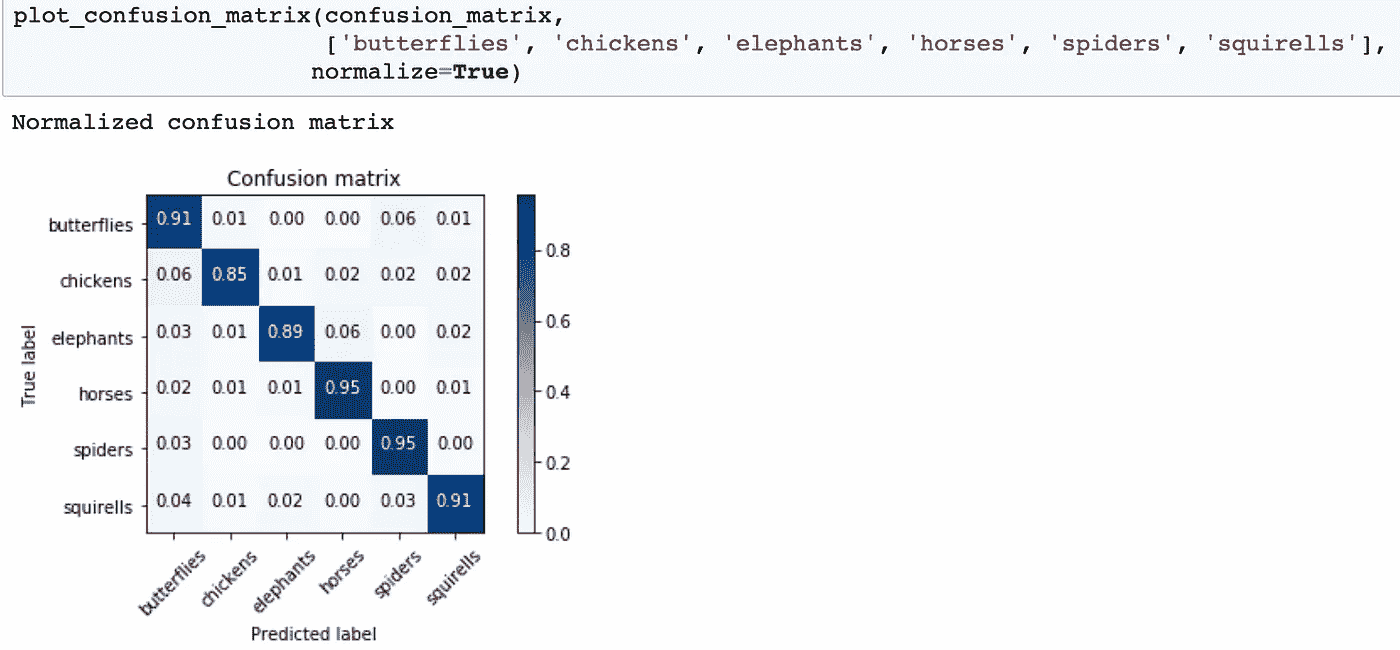 plot_confusion_matrix(confusion_matrix,
['butterflies', 'chickens', 'elephants', 'horses', 'spiders', 'squirells'],
normalize=True)
Normalized confusion matrix
Confusion matrix
butterflies 0.91 0.01 0.00 0.00 0.06 0.01
chickens 0.06 0.85 0.01 0.02 0.02 0.02
elephants 0.03 0.01 0.89 0.06 0.00 0.02
horses 0.02 0.01 0.01 0.95 0.00 0.01
spiders 0.03 0.00 0.00 0.00 0.95 0.00
squirells 0.04 0.01 0.02 0.00 0.03 0.91
True label
butterflies chickens elephants horses spiders squirells
Predicted label
0.8
0.6
0.4
0.2
0.0